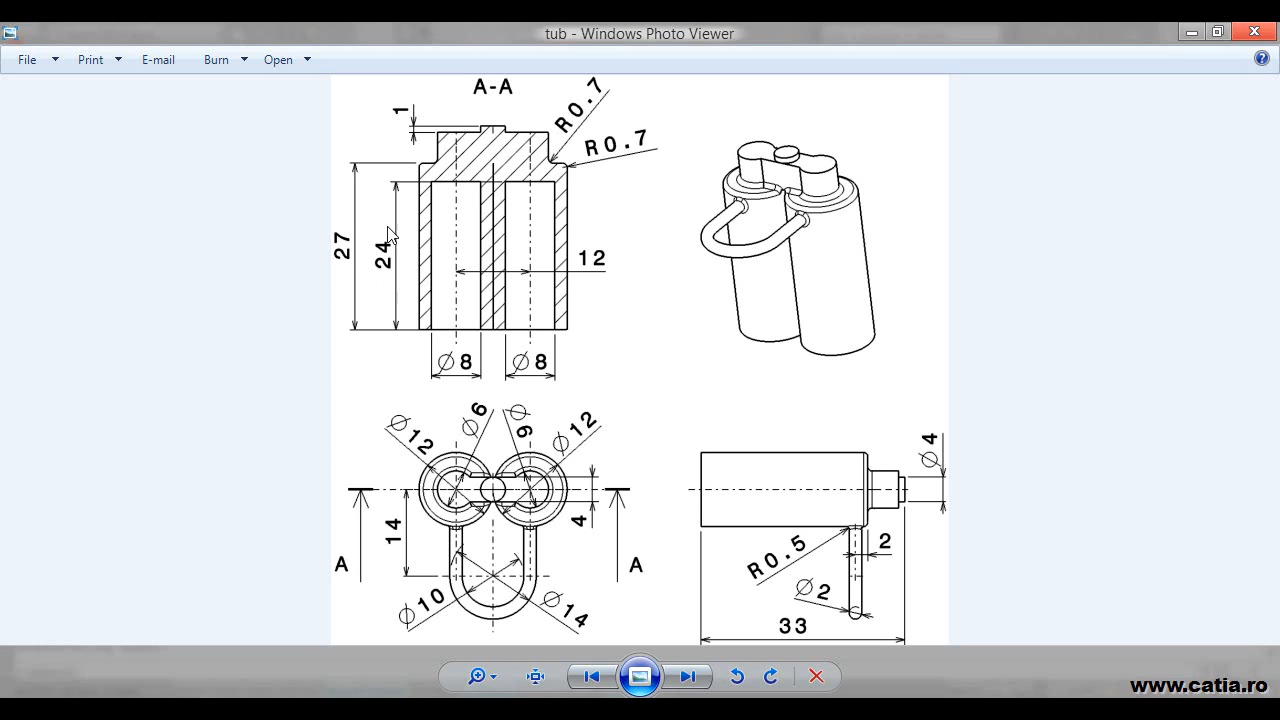 tub - Windows Photo Viewer
File Print E-mail Burn Open
A-A
1
R0.7
R0.7
27
24
12
∅8 ∅8
∅12 ∅6 ∅6 ∅12
14
4
A A
∅10 ∅14
∅4
R0.5
2
∅2
33
www.catia.ro